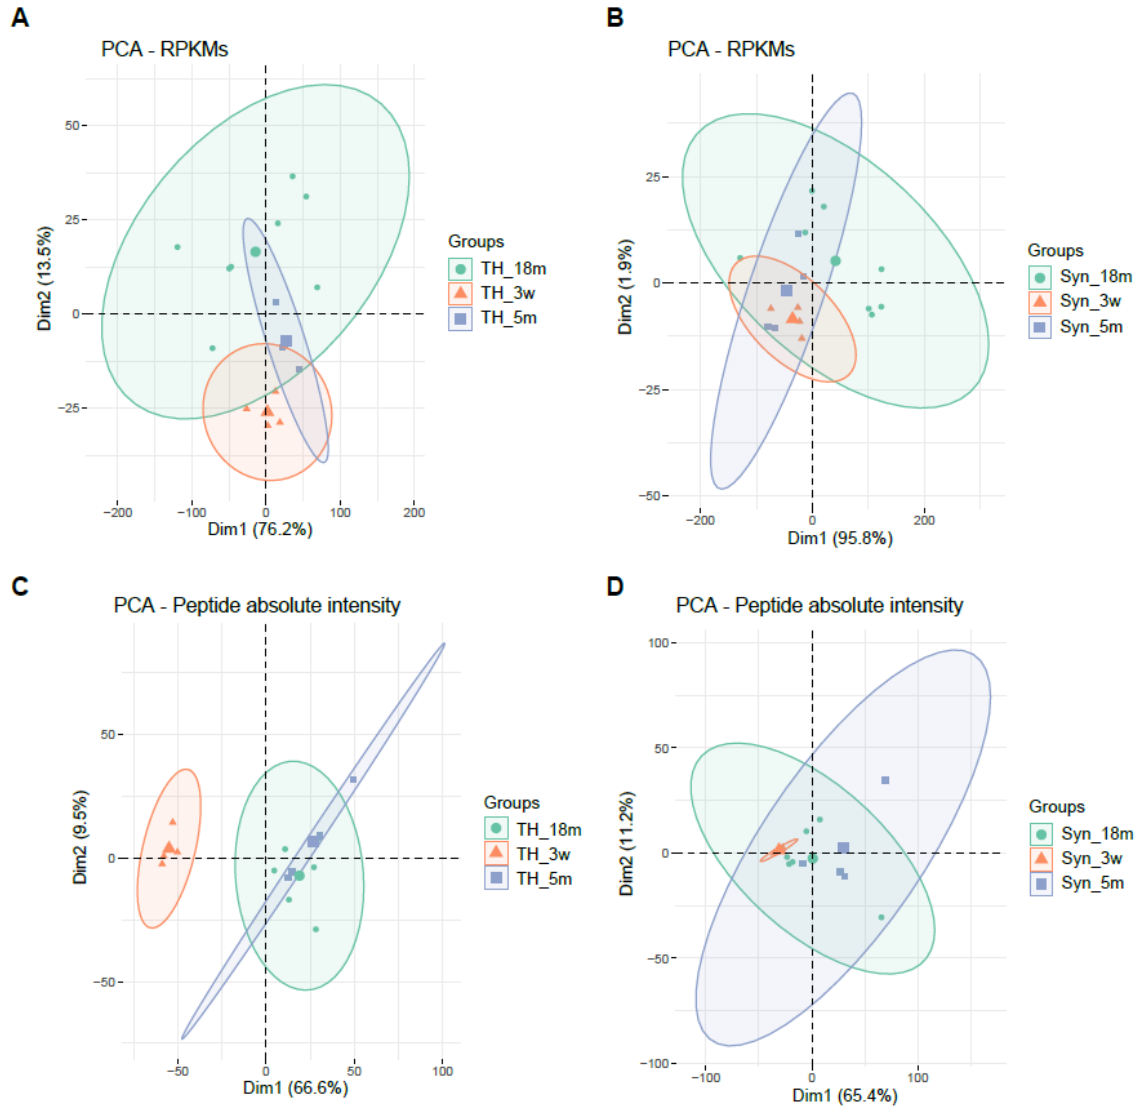 A
PCA - RPKMs
50
25
0
−25
Dim2 (13.5%)
−200 −100 0 100 200
Dim1 (76.2%)
Groups
TH_18m
TH_3w
TH_5m
B
PCA - RPKMs
25
0
−25
−50
Dim2 (1.9%)
−200 0 200
Dim1 (95.8%)
Groups
Syn_18m
Syn_3w
Syn_5m
C
PCA - Peptide absolute intensity
50
0
−50
Dim2 (9.5%)
−50 0 50 100
Dim1 (66.6%)
Groups
TH_18m
TH_3w
TH_5m
D
PCA - Peptide absolute intensity
100
50
0
−50
−100
Dim2 (11.2%)
−100 0 100
Dim1 (65.4%)
Groups
Syn_18m
Syn_3w
Syn_5m